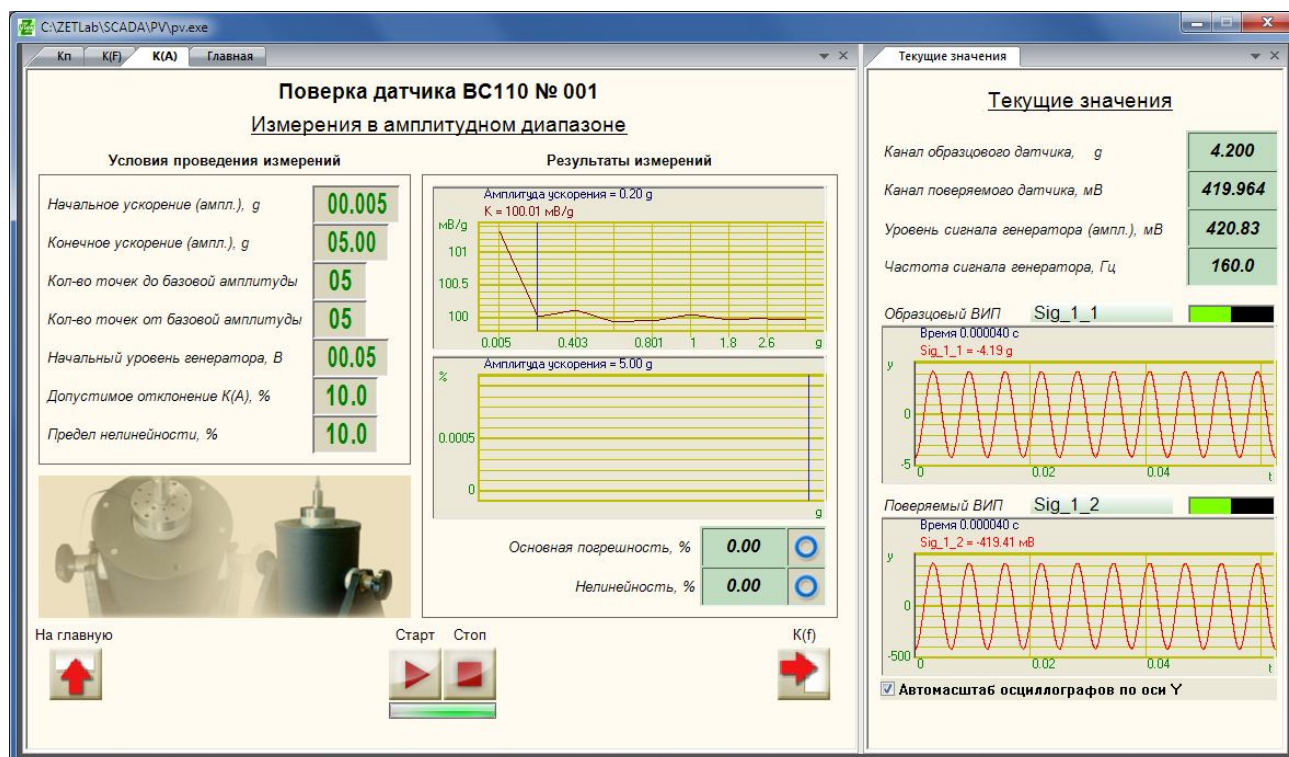 C:\ZETLab\SCADA\PV\pv.exe
Кп K(F) K(A) Главная
Поверка датчика ВС110 № 001
Измерения в амплитудном диапазоне
Условия проведения измерений
Начальное ускорение (ампл.), g 00.005
Конечное ускорение (ампл.), g 05.00
Кол-во точек до базовой амплитуды 05
Кол-во точек от базовой амплитуды 05
Начальный уровень генератора, В 00.05
Допустимое отклонение К(А), % 10.0
Предел нелинейности, % 10.0
Результаты измерений
Амплитуда ускорения = 0.20 g
K = 100.01 мВ/g
мВ/g
101
100.5
100
0.005 0.403 0.801 1 1.8 2.6 g
Амплитуда ускорения = 5.00 g
%
0.0005
0
g
Основная погрешность, % 0.00
Нелинейность, % 0.00
На главную
Старт Стоп
K(f)
Текущие значения
Текущие значения
Канал образцового датчика, g 4.200
Канал поверяемого датчика, мВ 419.964
Уровень сигнала генератора (ампл.), мВ 420.83
Частота сигнала генератора, Гц 160.0
Образцовый ВИП Sig_1_1
Время 0.000040 c
Sig_1_1 = -4.19 g
y
0
-5
0 0.02 0.04 t
Поверяемый ВИП Sig_1_2
Время 0.000040 c
Sig_1_2 = -419.41 мВ
y
0
-500
0 0.02 0.04 t
Автомасштаб осциллографов по оси Y